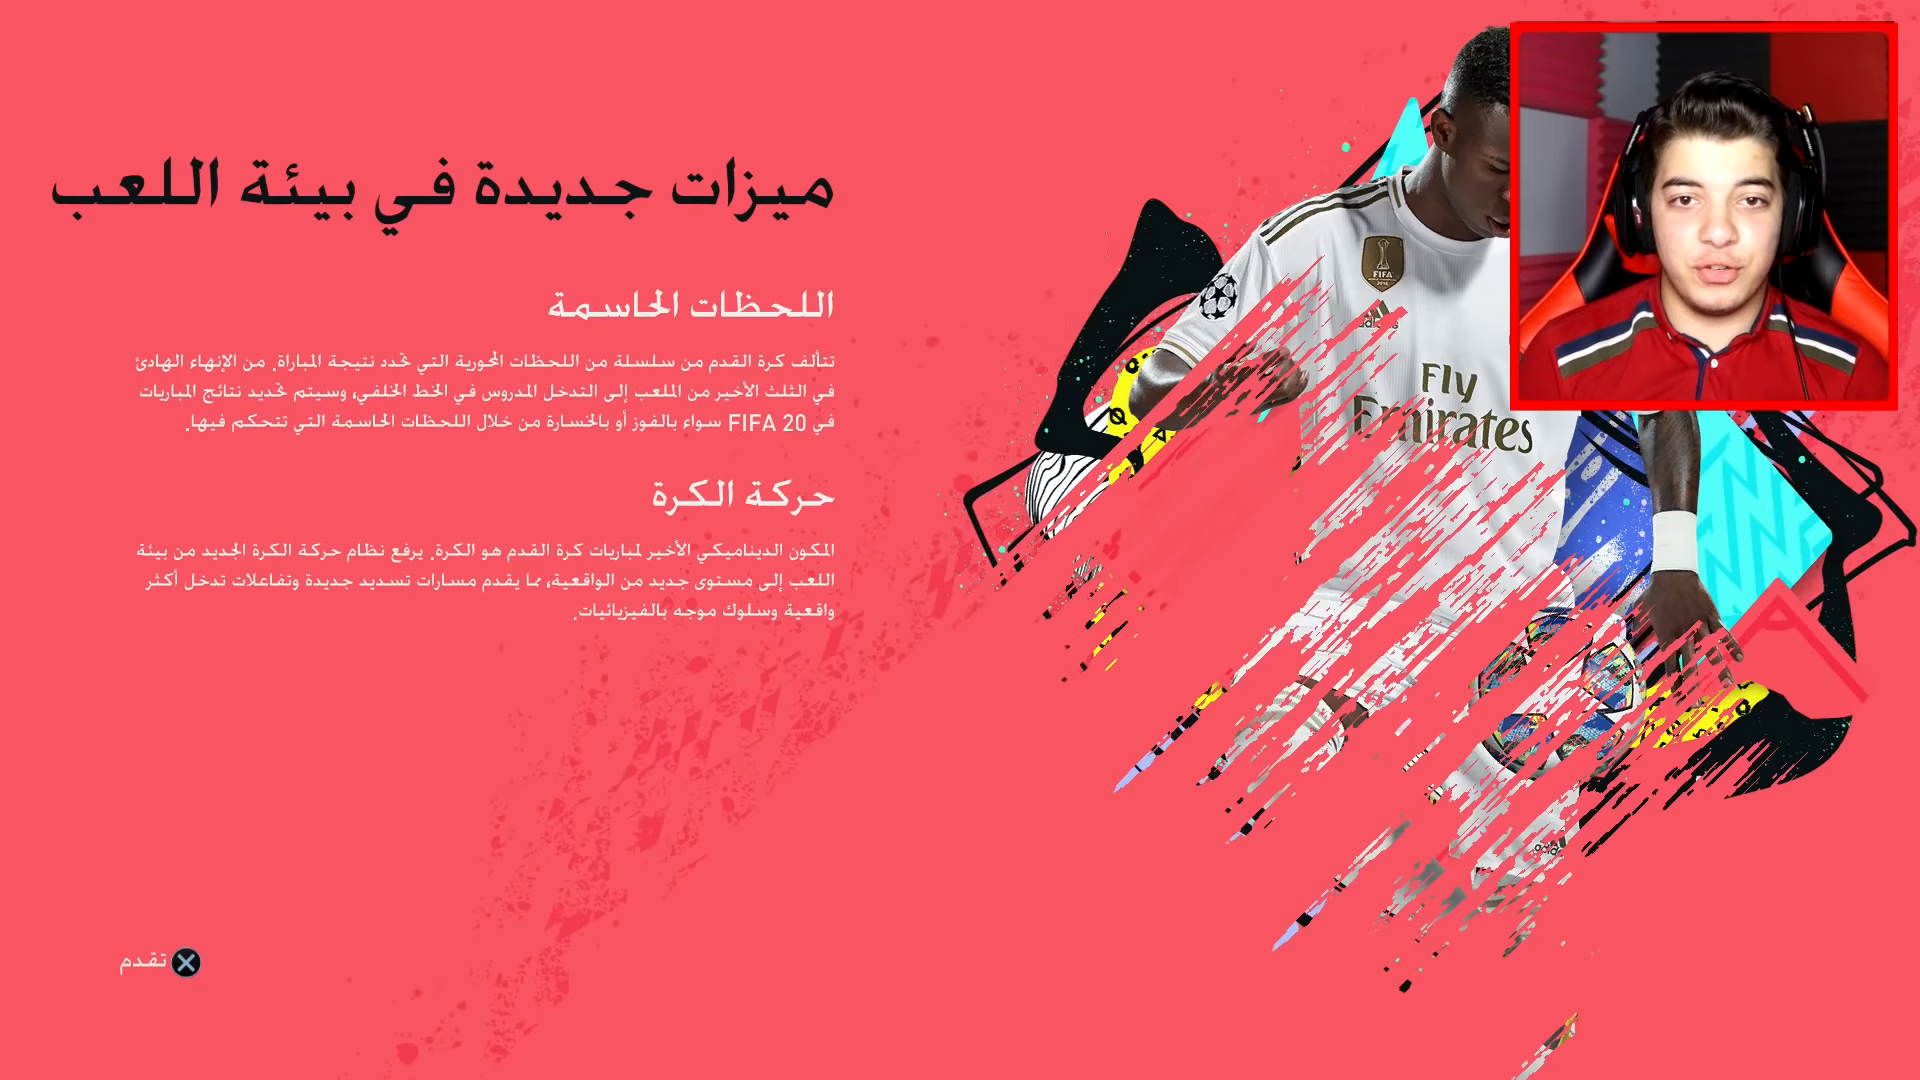 ميزات جديدة في بيئة اللعب
اللحظات الحاسمة
تتألف كرة القدم من سلسلة من اللحظات المحورية التي تحدد نتيجة المباراة. من الإنهاء الهادئ
في الثلث الأخير من الملعب إلى التدخل المدروس في الخط الخلفي، وسيتم تحديد نتائج المباريات
في FIFA 20 سواء بالفوز أو بالخسارة من خلال اللحظات الحاسمة التي تتحكم فيها.
حركة الكرة
المكون الديناميكي الأخير لمباريات كرة القدم هو الكرة. يرفع نظام حركة الكرة الجديد من بيئة
اللعب إلى مستوى جديد من الواقعية، مما يقدم مسارات تسديد جديدة وتفاعلات تدخل أكثر
واقعية وسلوك موجه بالفيزيائيات.
تقدم
FIFA
adidas
Fly
Emirates
adidas